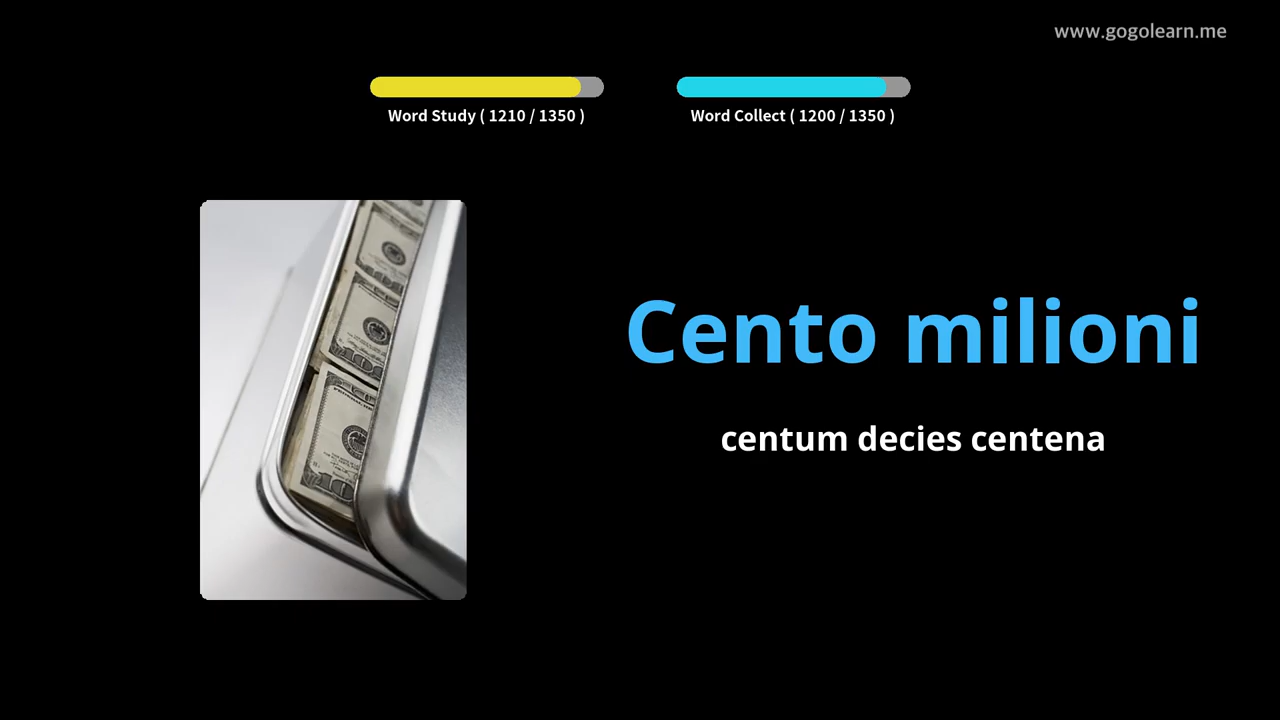 www.gogolearn.me
Word Study ( 1210 / 1350 )
Word Collect ( 1200 / 1350 )
Cento milioni
centum decies centena